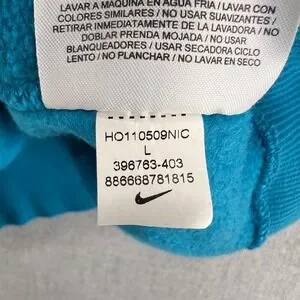 LAVAR A MAQUINA EN AGUA FRIA / LAVAR CON
COLORES SIMILARES / NO USAR SUAVIZANTES /
RETIRAR INMEDIATAMENTE DE LA LAVADORA / NO
DOBLAR PRENDA MOJADA / NO USAR
BLANQUEADORES / USAR SECADORA CICLO
LENTO / NO PLANCHAR / NO LAVAR EN SECO
HO110509NIC
L
396763-403
886668781815